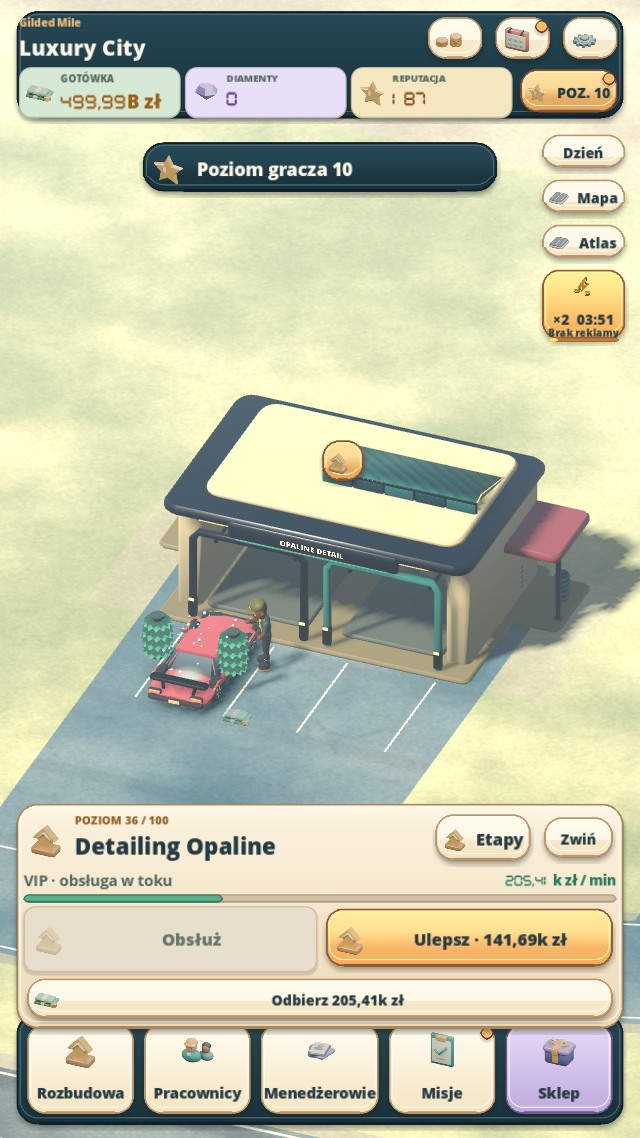 Gilded Mile
Luxury City
GOTÓWKA
499,99B zł
DIAMENTY
0
REPUTACJA
187
POZ. 10
Poziom gracza 10
Dzień
Mapa
Atlas
×2 03:51
Brak reklamy
OPALINE DETAIL
POZIOM 36 / 100
Detailing Opaline
Etapy
Zwiń
VIP · obsługa w toku
205,41 k zł / min
Obsłuż
Ulepsz · 141,69k zł
Odbierz 205,41k zł
Rozbudowa
Pracownicy
Menedżerowie
Misje
Sklep